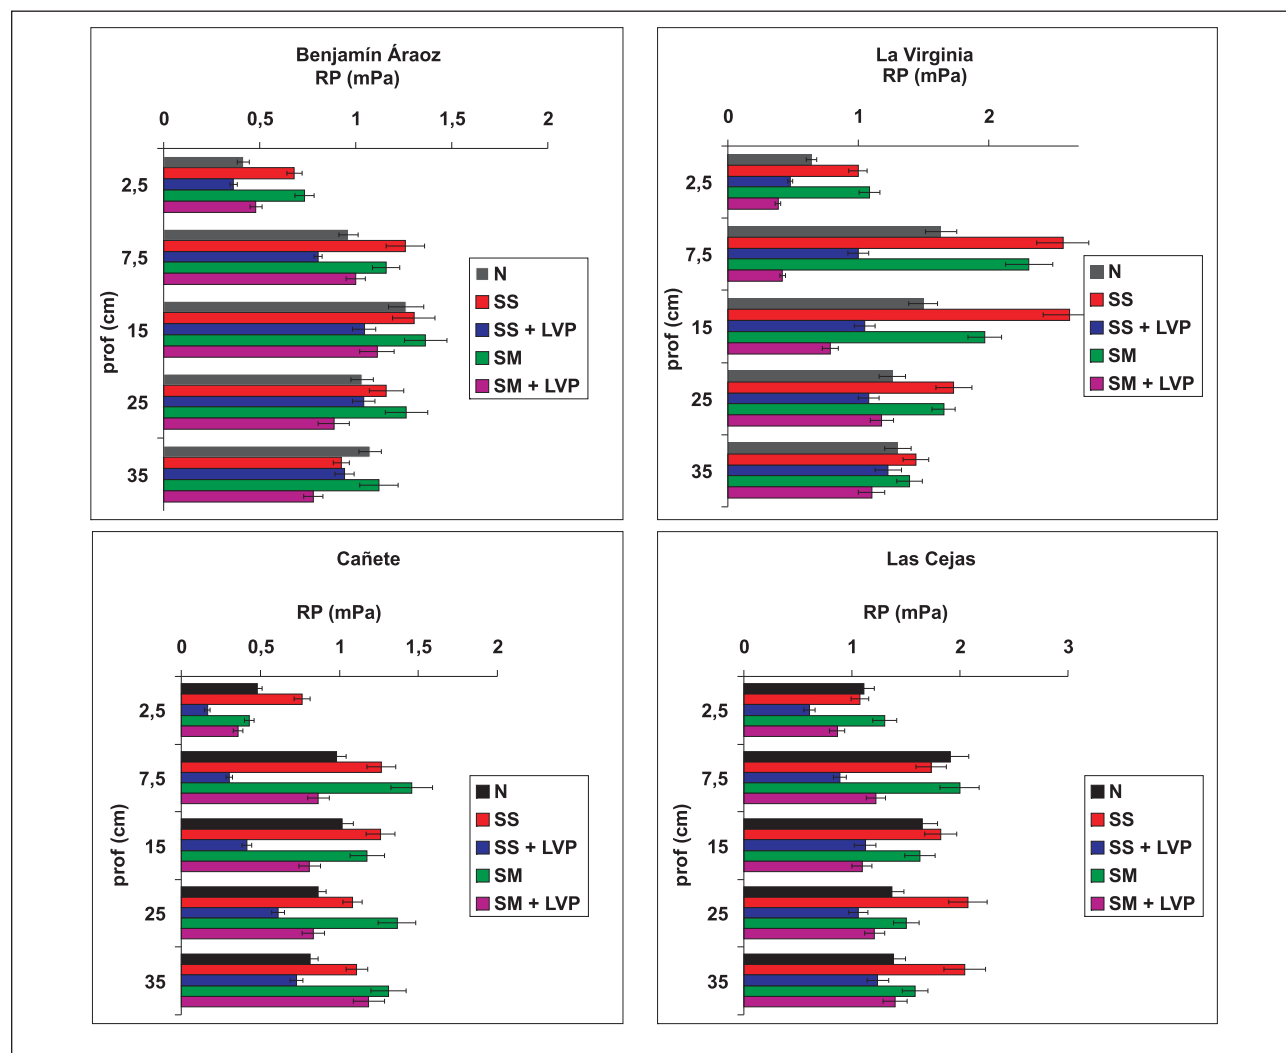 Benjamín Áraoz
RP (mPa)
0 0,5 1 1,5 2
prof (cm)
2,5
7,5
15
25
35
N
SS
SS + LVP
SM
SM + LVP
La Virginia
RP (mPa)
0 1 2
prof (cm)
2,5
7,5
15
25
35
N
SS
SS + LVP
SM
SM + LVP
Cañete
RP (mPa)
0 0,5 1 1,5 2
prof (cm)
2,5
7,5
15
25
35
N
SS
SS + LVP
SM
SM + LVP
Las Cejas
RP (mPa)
0 1 2 3
prof (cm)
2,5
7,5
15
25
35
N
SS
SS + LVP
SM
SM + LVP